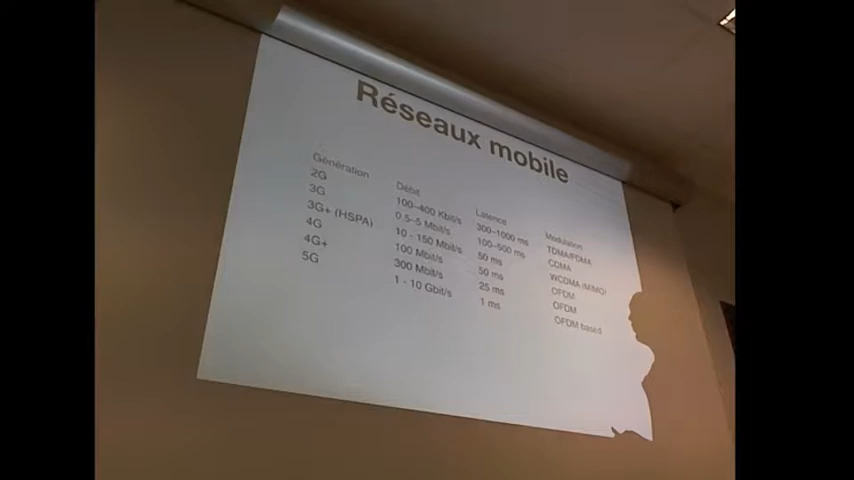 Réseaux mobile
Génération Débit Latence Modulation
2G 100-400 Kbit/s 300-1000 ms TDMA/FDMA
3G 0.5-5 Mbit/s 100-500 ms CDMA
3G+ (HSPA) 10 - 150 Mbit/s 50 ms WCDMA (MIMO)
4G 100 Mbit/s 50 ms OFDM
4G+ 300 Mbit/s 25 ms OFDM
5G 1 - 10 Gbit/s 1 ms OFDM based